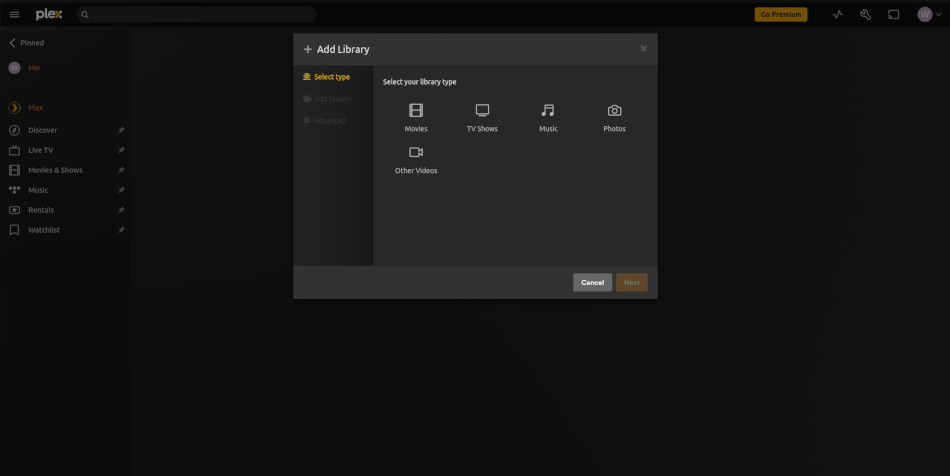 plex
Go Premium
W
Pinned
W Me
Plex
Discover
Live TV
Movies & Shows
Music
Rentals
Watchlist
Add Library
Select type
Add folders
Advanced
Select your library type
Movies
TV Shows
Music
Photos
Other Videos
Cancel
Next